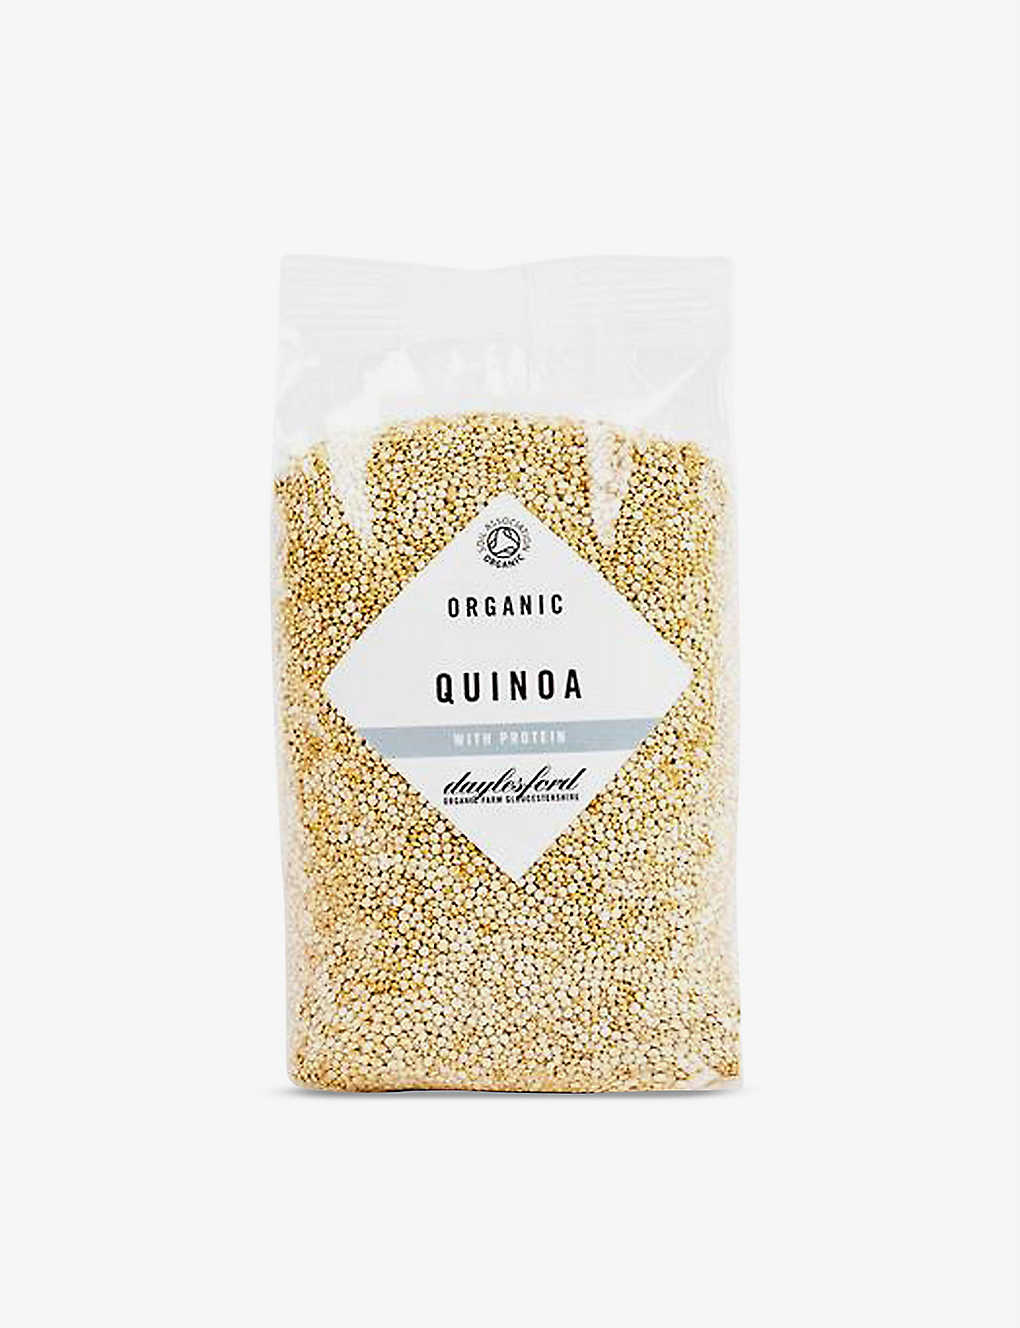 SOIL ASSOCIATION
ORGANIC
ORGANIC
QUINOA
WITH PROTEIN
daylesford
ORGANIC FARM GLOUCESTERSHIRE